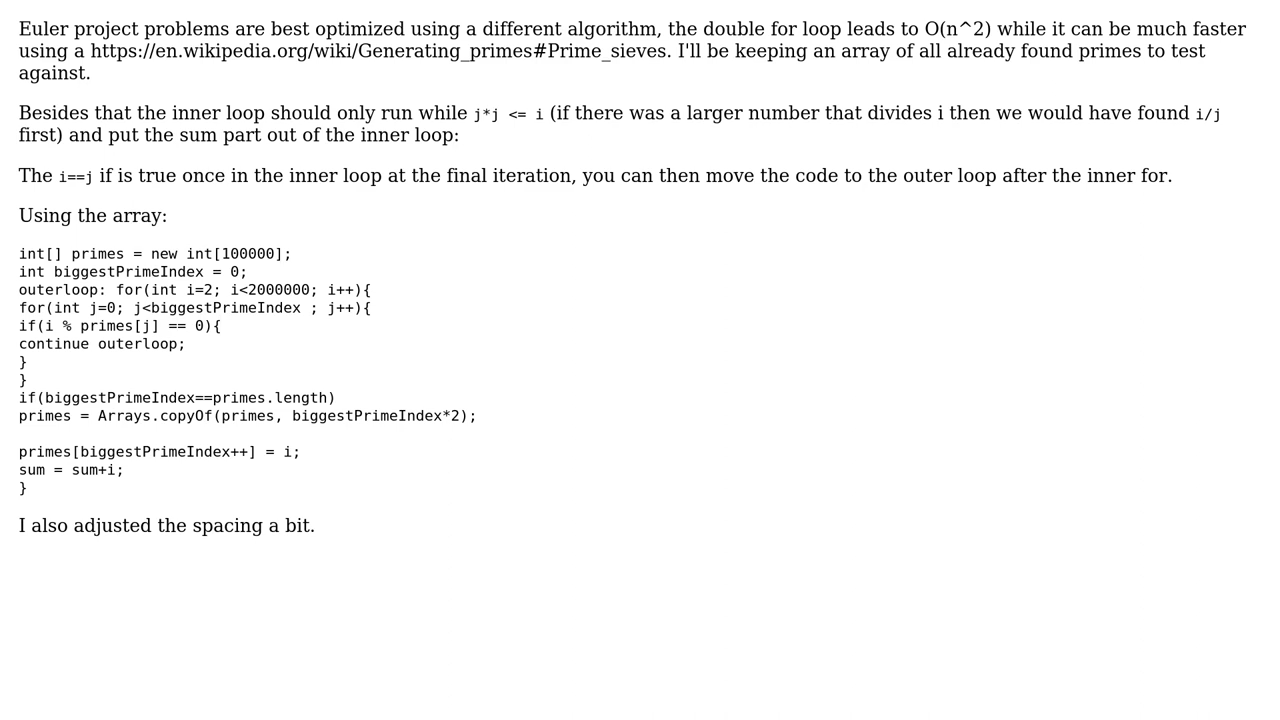 Euler project problems are best optimized using a different algorithm, the double for loop leads to O(n^2) while it can be much faster
using a https://en.wikipedia.org/wiki/Generating_primes#Prime_sieves. I'll be keeping an array of all already found primes to test
against.
Besides that the inner loop should only run while j*j <= i (if there was a larger number that divides i then we would have found i/j
first) and put the sum part out of the inner loop:
The i==j if is true once in the inner loop at the final iteration, you can then move the code to the outer loop after the inner for.
Using the array:
int[] primes = new int[100000];
int biggestPrimeIndex = 0;
outerloop: for(int i=2; i<2000000; i++){
for(int j=0; j<biggestPrimeIndex ; j++){
if(i % primes[j] == 0){
continue outerloop;
}
}
if(biggestPrimeIndex==primes.length)
primes = Arrays.copyOf(primes, biggestPrimeIndex*2);
primes[biggestPrimeIndex++] = i;
sum = sum+i;
}
I also adjusted the spacing a bit.